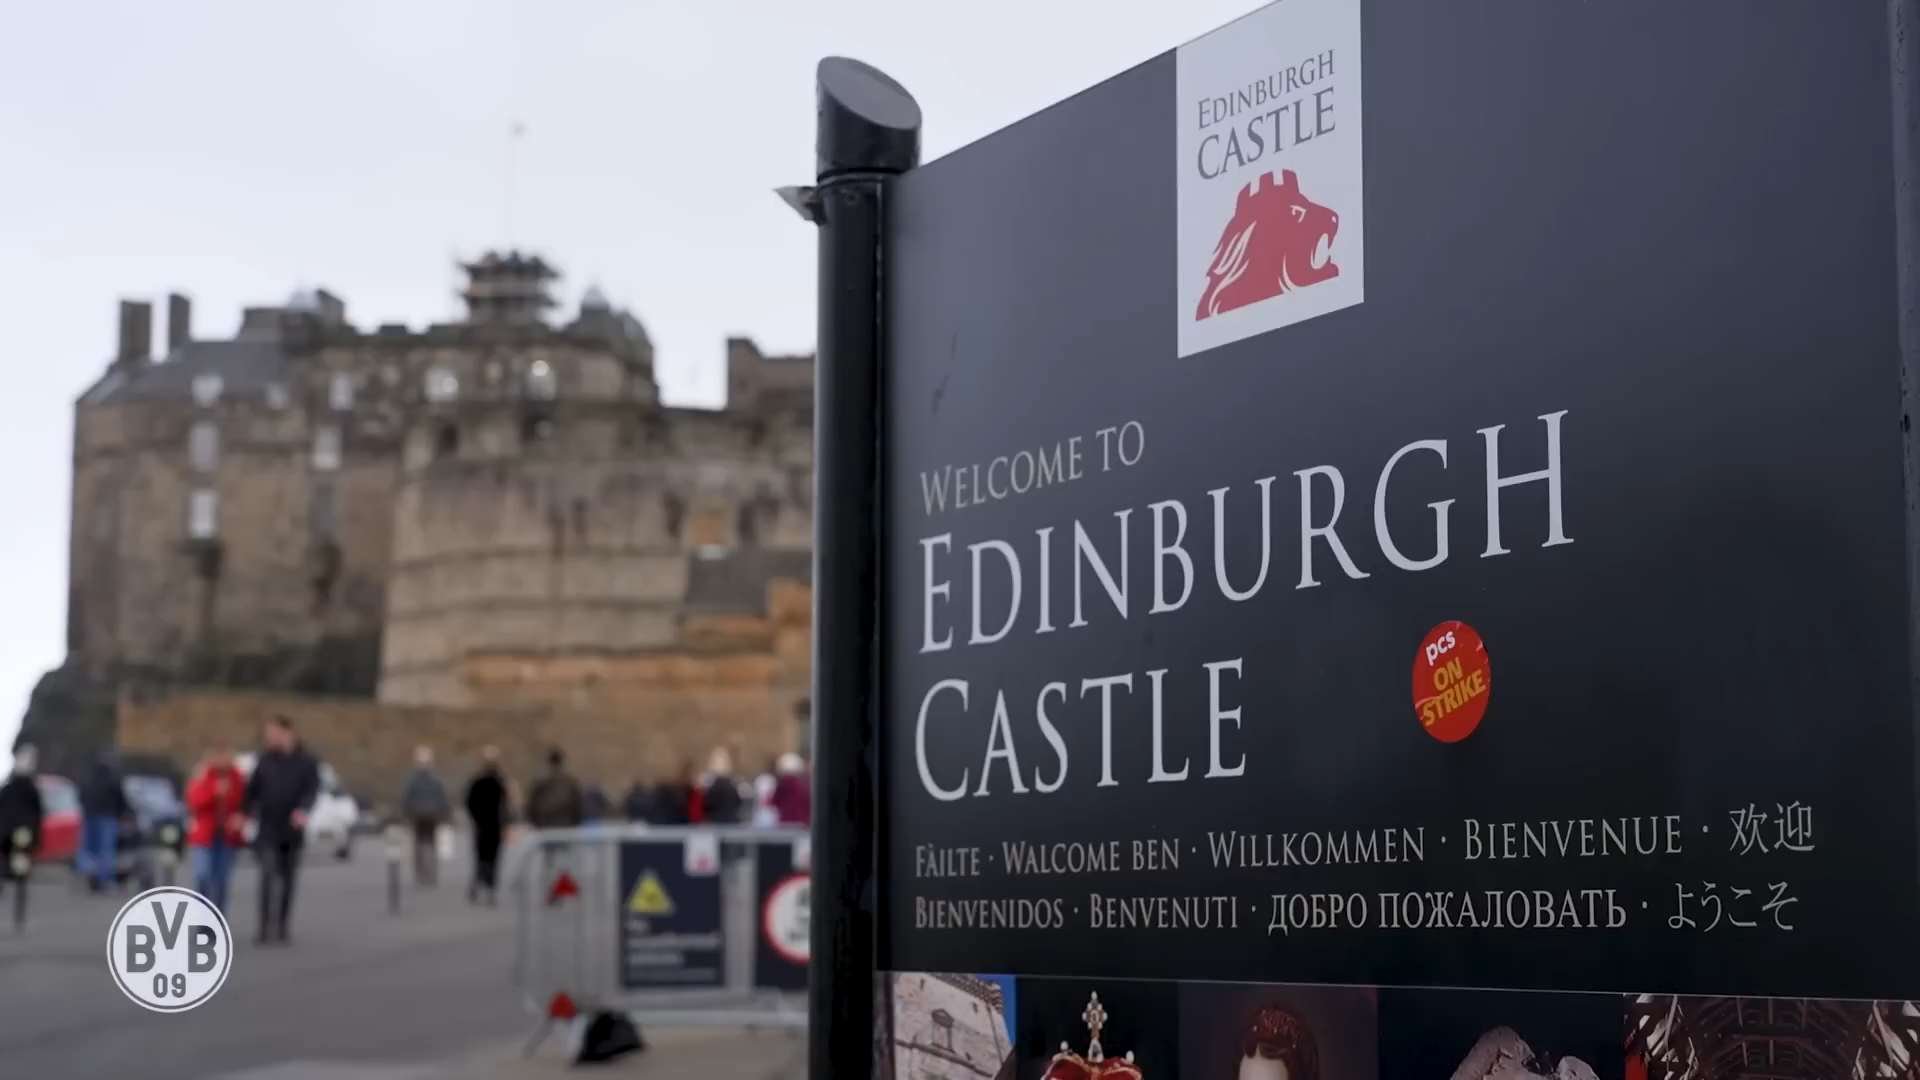 EDINBURGH
CASTLE
WELCOME TO
EDINBURGH
CASTLE
pcs
ON
STRIKE
FÀILTE · WALCOME BEN · WILLKOMMEN · BIENVENUE · 欢迎
BIENVENIDOS · BENVENUTI · ДОБРО ПОЖАЛОВАТЬ · ようこそ
BVB
09